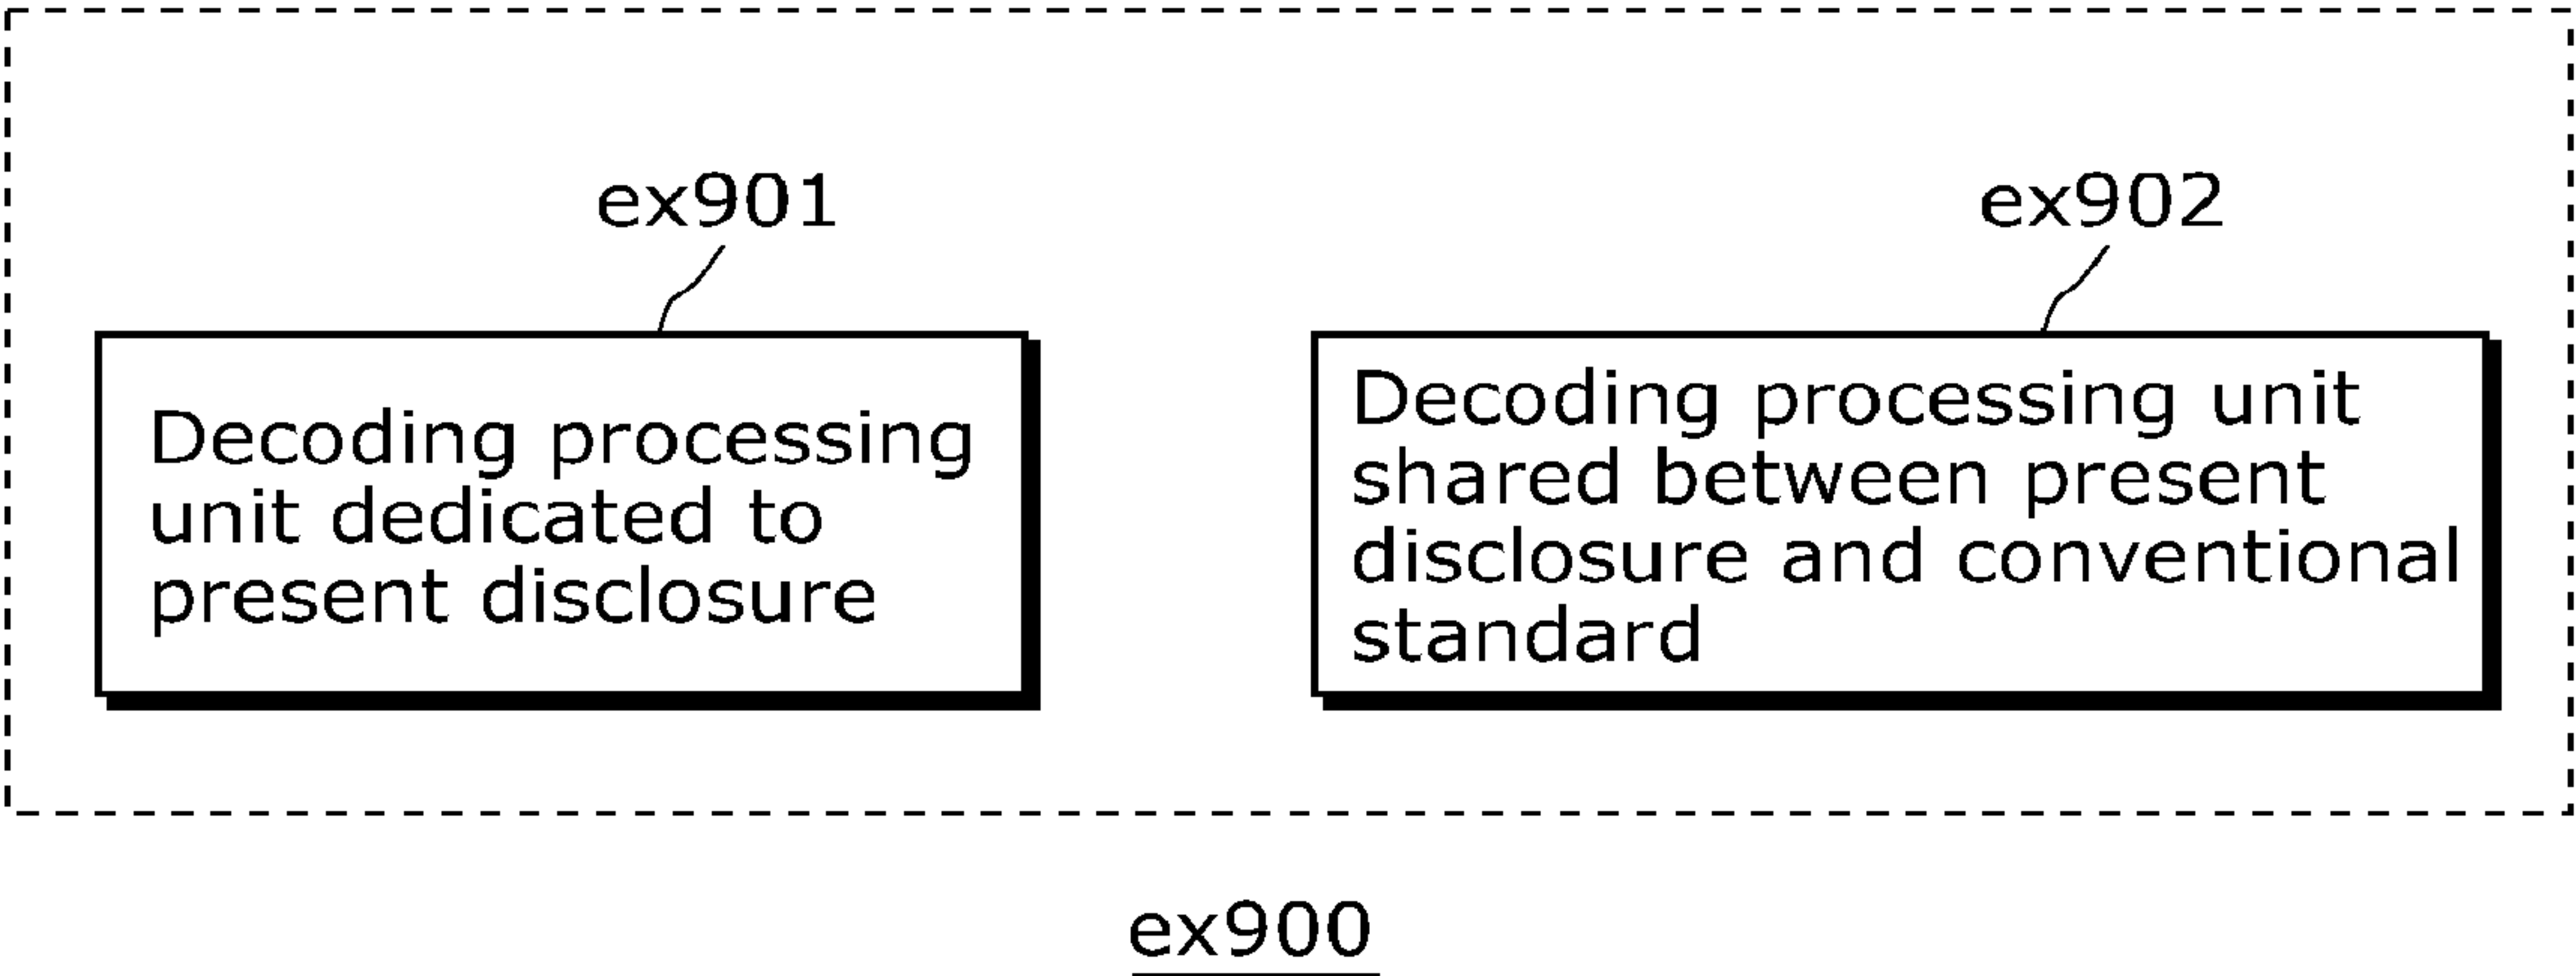 ex901
Decoding processing
unit dedicated to
present disclosure
ex902
Decoding processing unit
shared between present
disclosure and conventional
standard
ex900